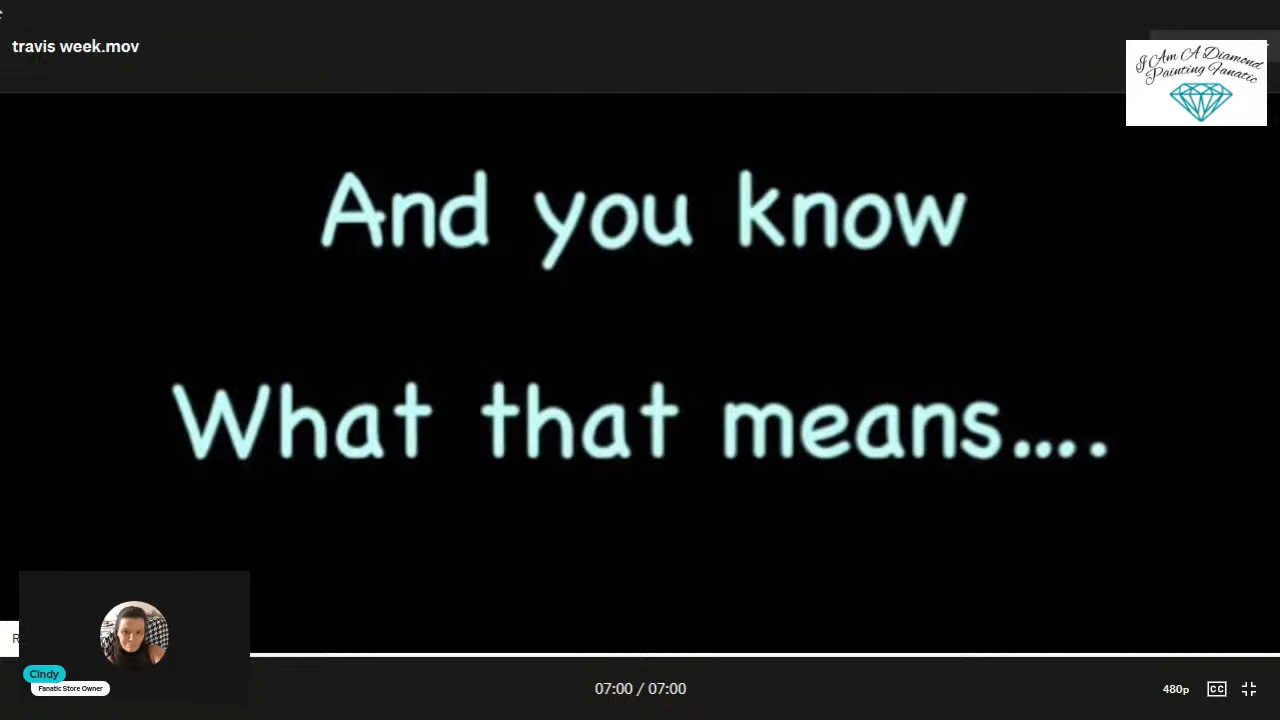 travis week.mov
I Am A Diamond
Painting Fanatic
And you know
What that means….
R
Cindy
Fanatic Store Owner
07:00 / 07:00
480p
CC